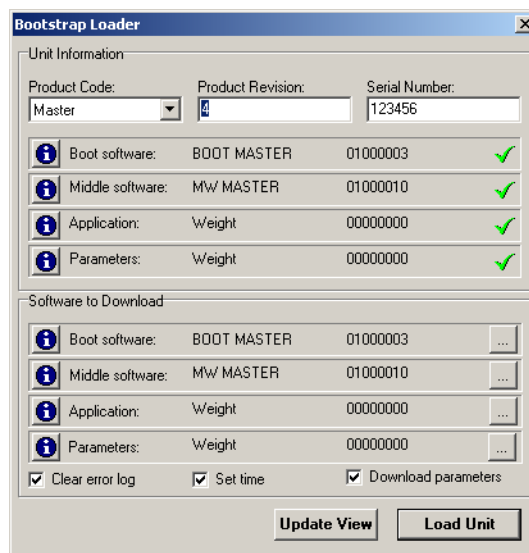 Bootstrap Loader
Unit Information
Product Code: Product Revision: Serial Number:
Master 4 123456
Boot software: BOOT MASTER 01000003
Middle software: MW MASTER 01000010
Application: Weight 00000000
Parameters: Weight 00000000
Software to Download
Boot software: BOOT MASTER 01000003 ...
Middle software: MW MASTER 01000010 ...
Application: Weight 00000000 ...
Parameters: Weight 00000000 ...
Clear error log Set time Download parameters
Update View Load Unit